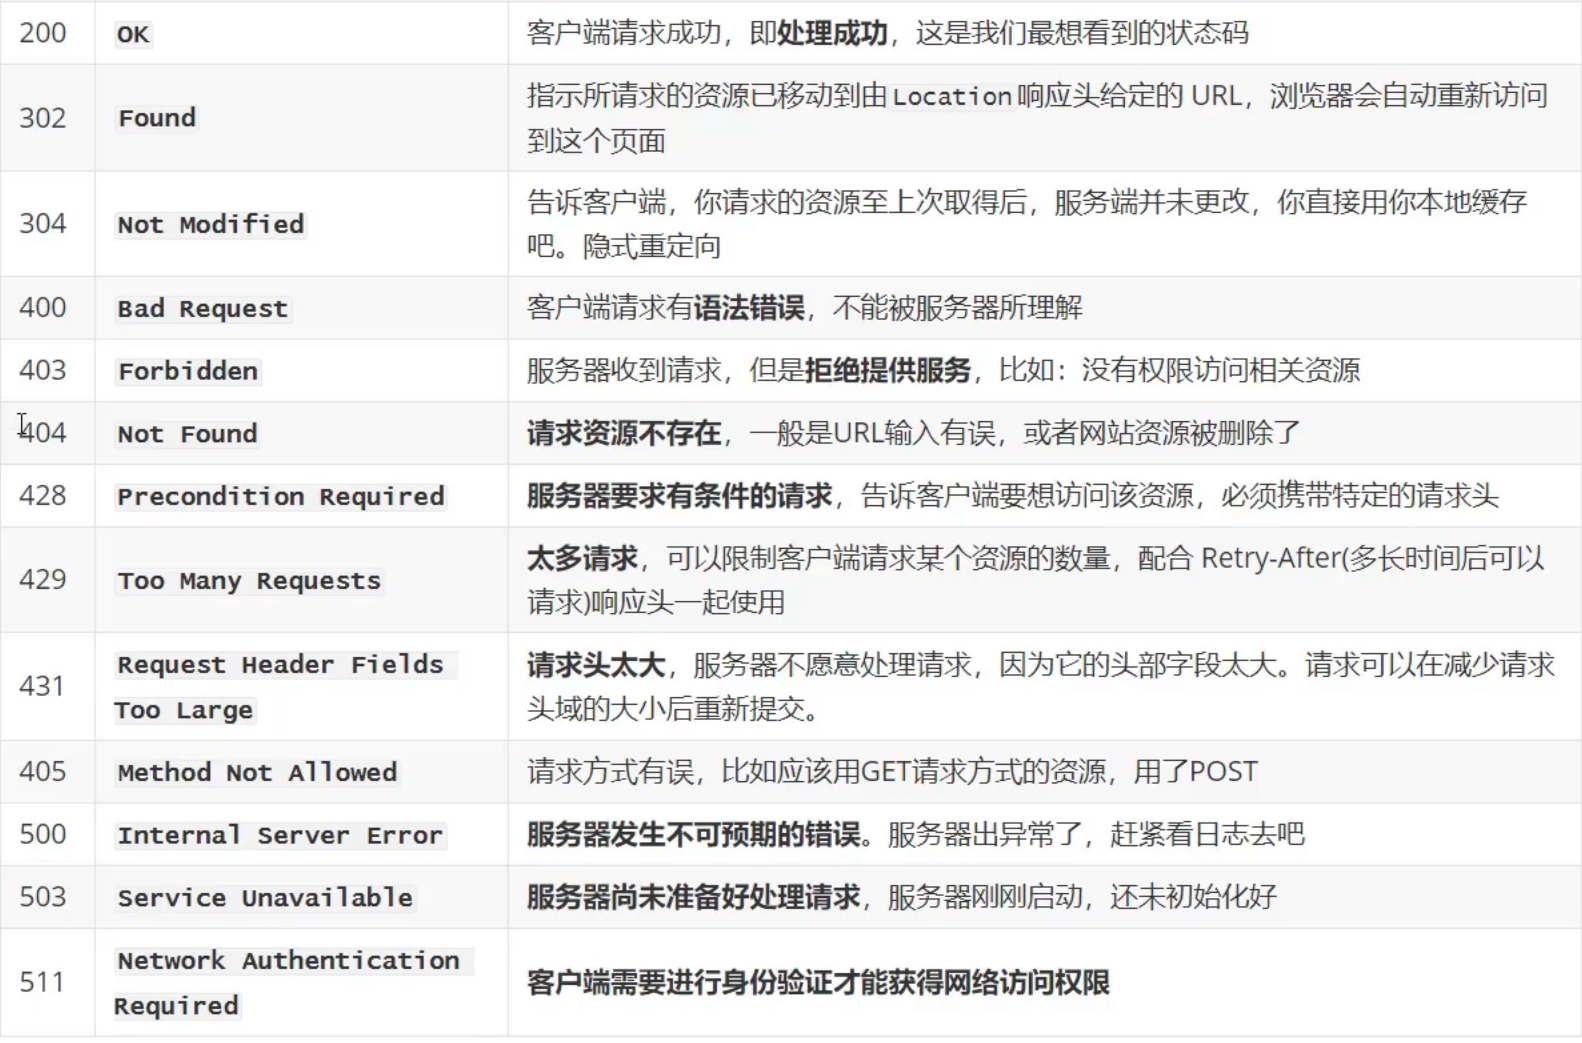 200 OK 客户端请求成功，即处理成功，这是我们最想看到的状态码
302 Found 指示所请求的资源已移动到由Location响应头给定的 URL，浏览器会自动重新访问
到这个页面
304 Not Modified 告诉客户端，你请求的资源至上次取得后，服务端并未更改，你直接用你本地缓存
吧。隐式重定向
400 Bad Request 客户端请求有语法错误，不能被服务器所理解
403 Forbidden 服务器收到请求，但是拒绝提供服务，比如：没有权限访问相关资源
404 Not Found 请求资源不存在，一般是URL输入有误，或者网站资源被删除了
428 Precondition Required 服务器要求有条件的请求，告诉客户端要想访问该资源，必须携带特定的请求头
429 Too Many Requests 太多请求，可以限制客户端请求某个资源的数量，配合 Retry-After(多长时间后可以
请求)响应头一起使用
431 Request Header Fields 请求头太大，服务器不愿意处理请求，因为它的头部字段太大。请求可以在减少请求
Too Large 头域的大小后重新提交。
405 Method Not Allowed 请求方式有误，比如应该用GET请求方式的资源，用了POST
500 Internal Server Error 服务器发生不可预期的错误。服务器出异常了，赶紧看日志去吧
503 Service Unavailable 服务器尚未准备好处理请求，服务器刚刚启动，还未初始化好
511 Network Authentication 客户端需要进行身份验证才能获得网络访问权限
Required